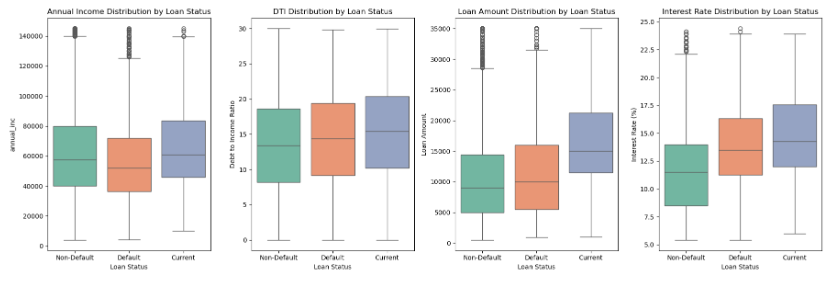 Annual Income Distribution by Loan Status
140000
120000
100000
80000
60000
40000
20000
0
annual_inc
Non-Default
Default
Current
Loan Status
DTI Distribution by Loan Status
30
25
20
15
10
5
0
Debt to Income Ratio
Non-Default
Default
Current
Loan Status
Loan Amount Distribution by Loan Status
35000
30000
25000
20000
15000
10000
5000
0
Loan Amount
Non-Default
Default
Current
Loan Status
Interest Rate Distribution by Loan Status
25.0
22.5
20.0
17.5
15.0
12.5
10.0
7.5
5.0
Interest Rate (%)
Non-Default
Default
Current
Loan Status